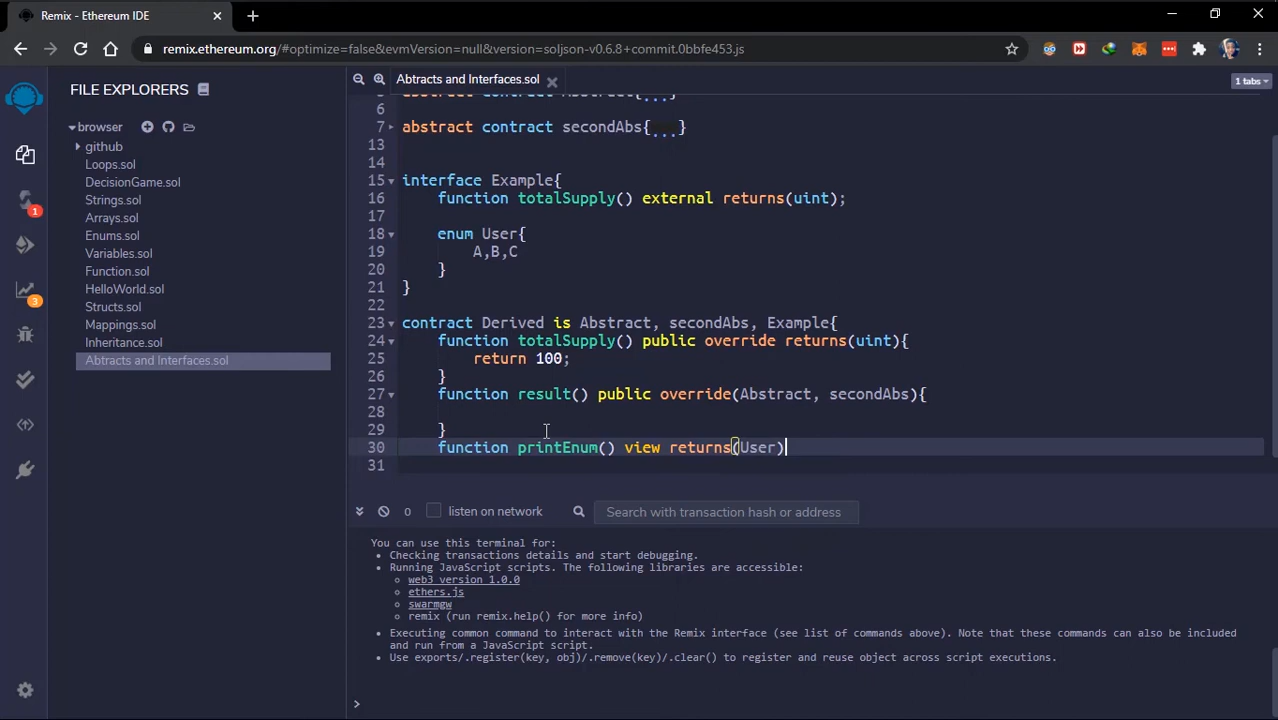 Remix - Ethereum IDE
remix.ethereum.org/#optimize=false&evmVersion=null&version=soljson-v0.6.8+commit.0bbfe453.js
FILE EXPLORERS
browser
github
Loops.sol
DecisionGame.sol
Strings.sol
Arrays.sol
Enums.sol
Variables.sol
Function.sol
HelloWorld.sol
Structs.sol
Mappings.sol
Inheritance.sol
Abtracts and Interfaces.sol
1
3
Abtracts and Interfaces.sol
1 tabs
6
7 abstract contract secondAbs{...}
13
14
15 interface Example{
16 function totalSupply() external returns(uint);
17
18 enum User{
19 A,B,C
20 }
21 }
22
23 contract Derived is Abstract, secondAbs, Example{
24 function totalSupply() public override returns(uint){
25 return 100;
26 }
27 function result() public override(Abstract, secondAbs){
28
29 }
30 function printEnum() view returns(User)
31
0 listen on network Search with transaction hash or address
You can use this terminal for:
• Checking transactions details and start debugging.
• Running JavaScript scripts. The following libraries are accessible:
◦ web3 version 1.0.0
◦ ethers.js
◦ swarmgw
◦ remix (run remix.help() for more info)
• Executing common command to interact with the Remix interface (see list of commands above). Note that these commands can also be included
and run from a JavaScript script.
• Use exports/.register(key, obj)/.remove(key)/.clear() to register and reuse object across script executions.
>